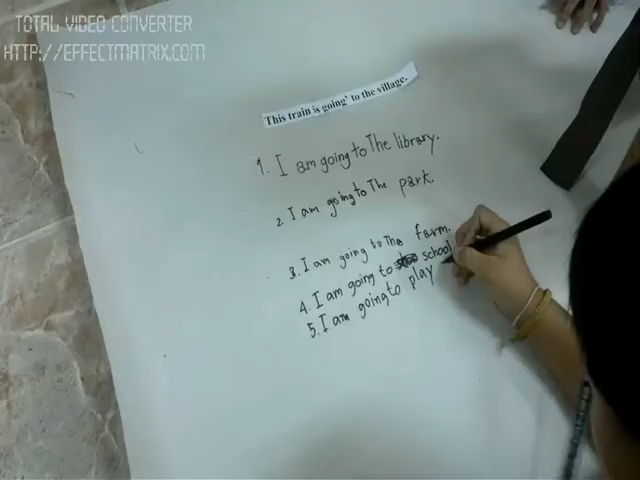 TOTAL VIDEO CONVERTER
HTTP://EFFECTMATRIX.COM
This train is going' to the village.
1. I am going to The library.
2. I am going to The park.
3. I am going to The farm.
4. I am going to school.
5. I am going to play